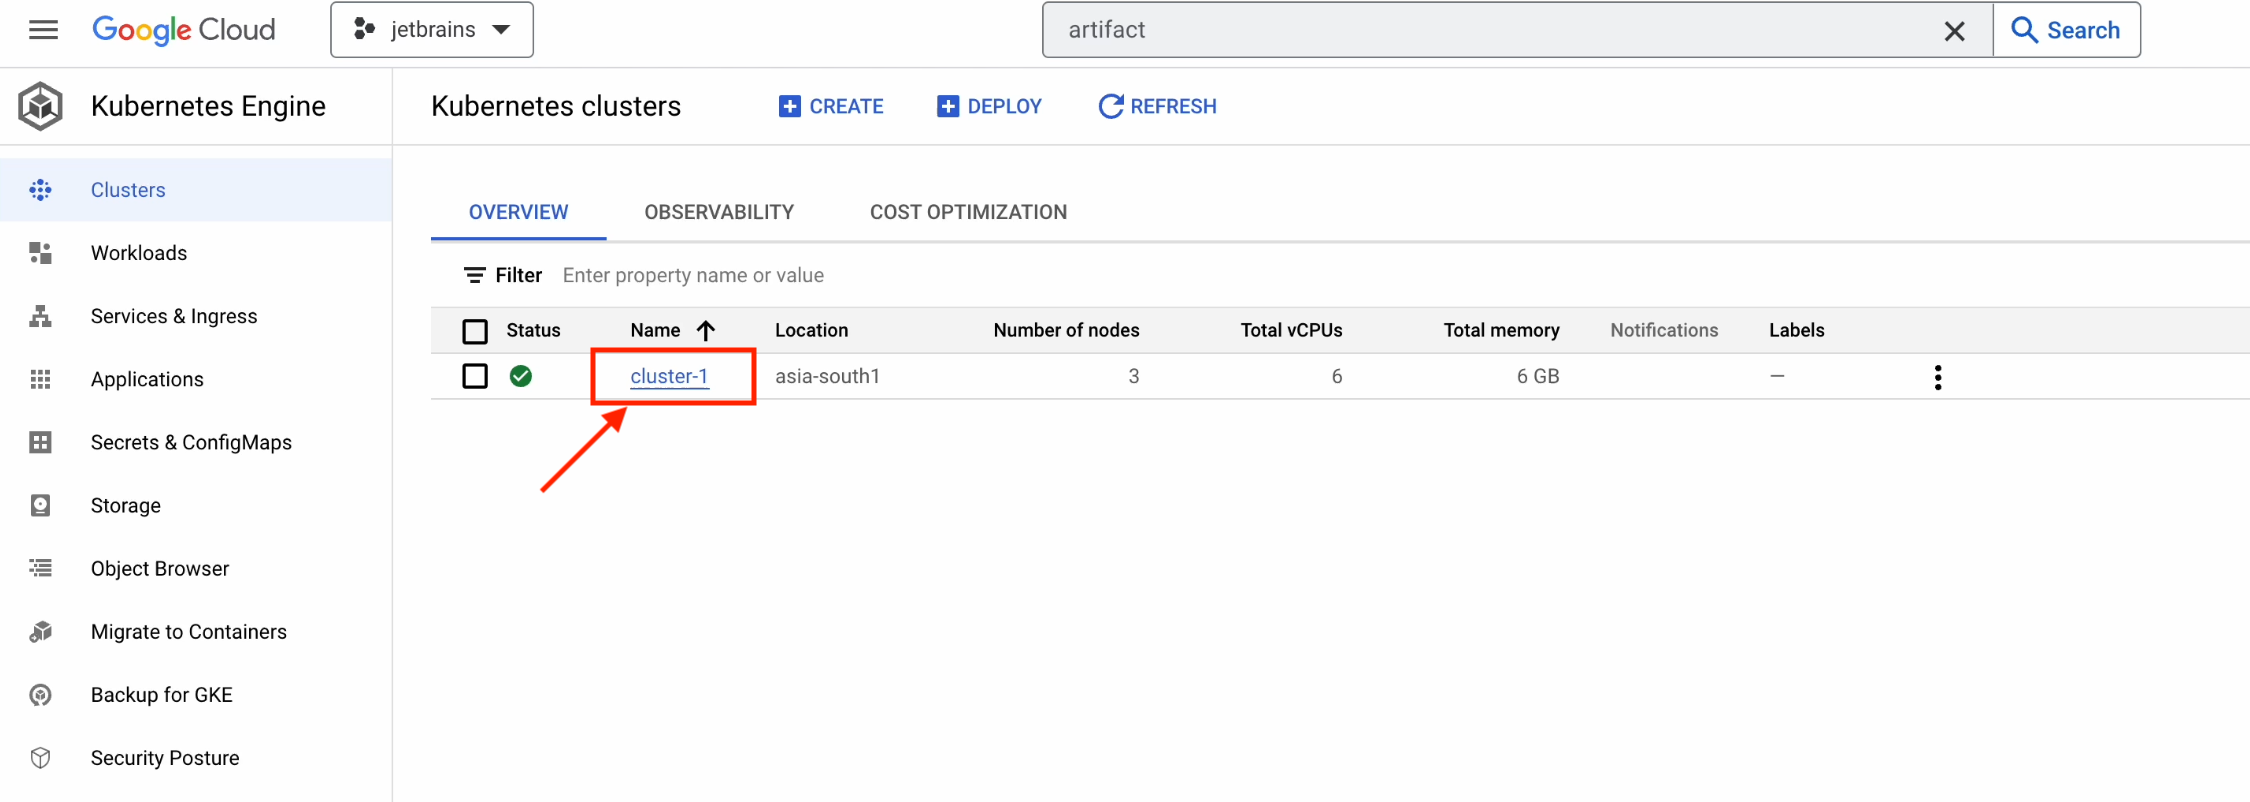 Google Cloud
jetbrains
artifact
Search
Kubernetes Engine
Kubernetes clusters
CREATE
DEPLOY
REFRESH
Clusters
Workloads
Services & Ingress
Applications
Secrets & ConfigMaps
Storage
Object Browser
Migrate to Containers
Backup for GKE
Security Posture
OVERVIEW OBSERVABILITY COST OPTIMIZATION
Filter Enter property name or value
Status Name Location Number of nodes Total vCPUs Total memory Notifications Labels
cluster-1 asia-south1 3 6 6 GB —